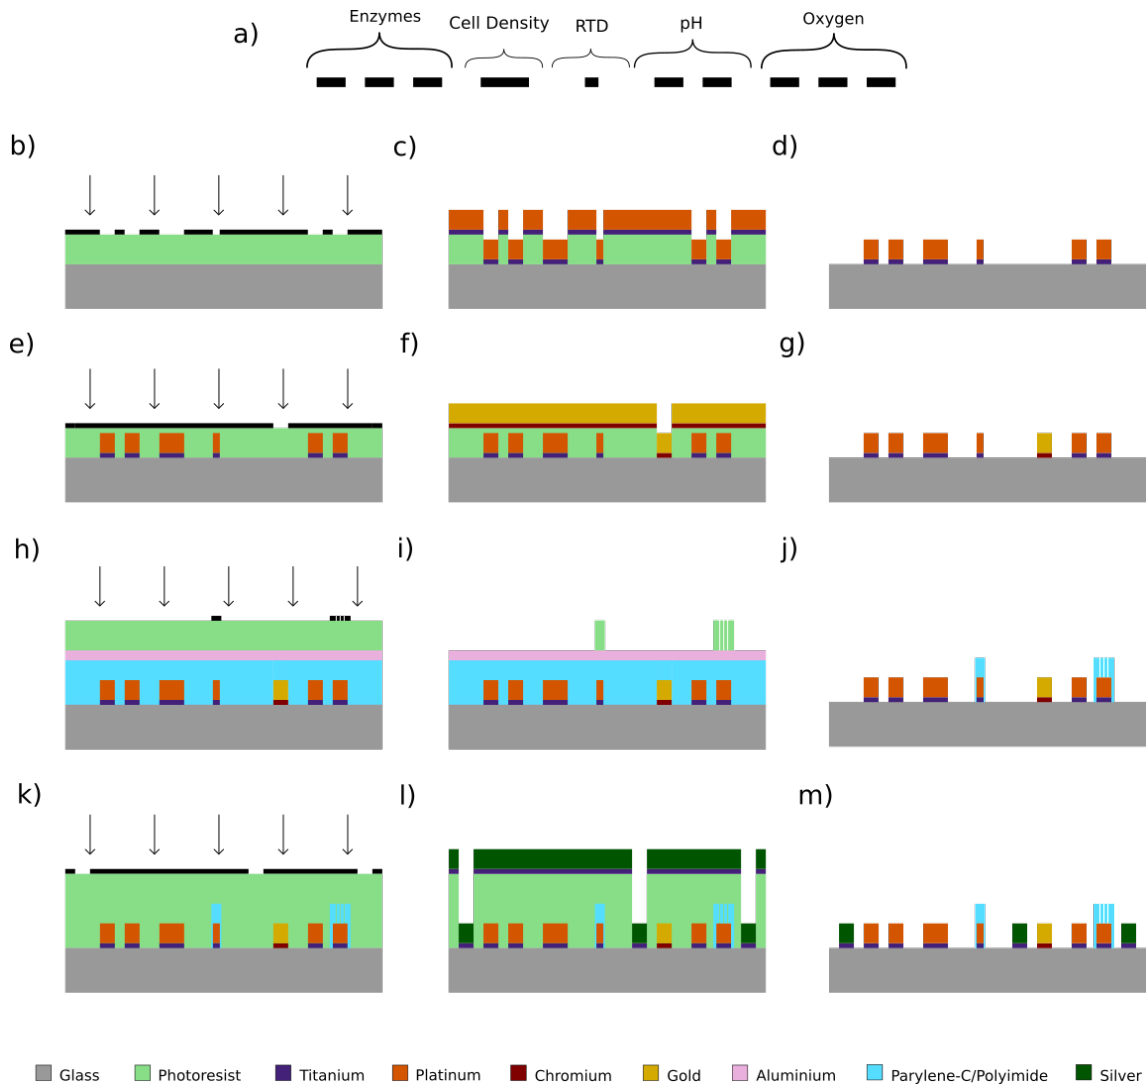 a) Enzymes Cell Density RTD pH Oxygen
b) c) d)
e) f) g)
h) i) j)
k) l) m)
Glass Photoresist Titanium Platinum Chromium Gold Aluminium Parylene-C/Polyimide Silver